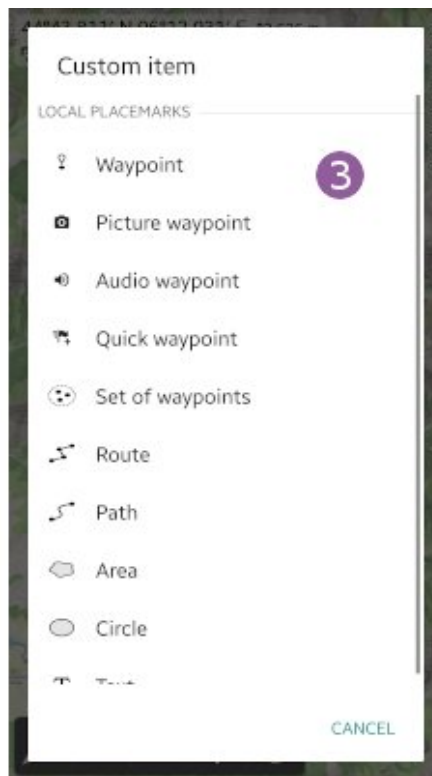 Custom item
LOCAL PLACEMARKS
Waypoint
3
Picture waypoint
Audio waypoint
Quick waypoint
Set of waypoints
Route
Path
Area
Circle
CANCEL